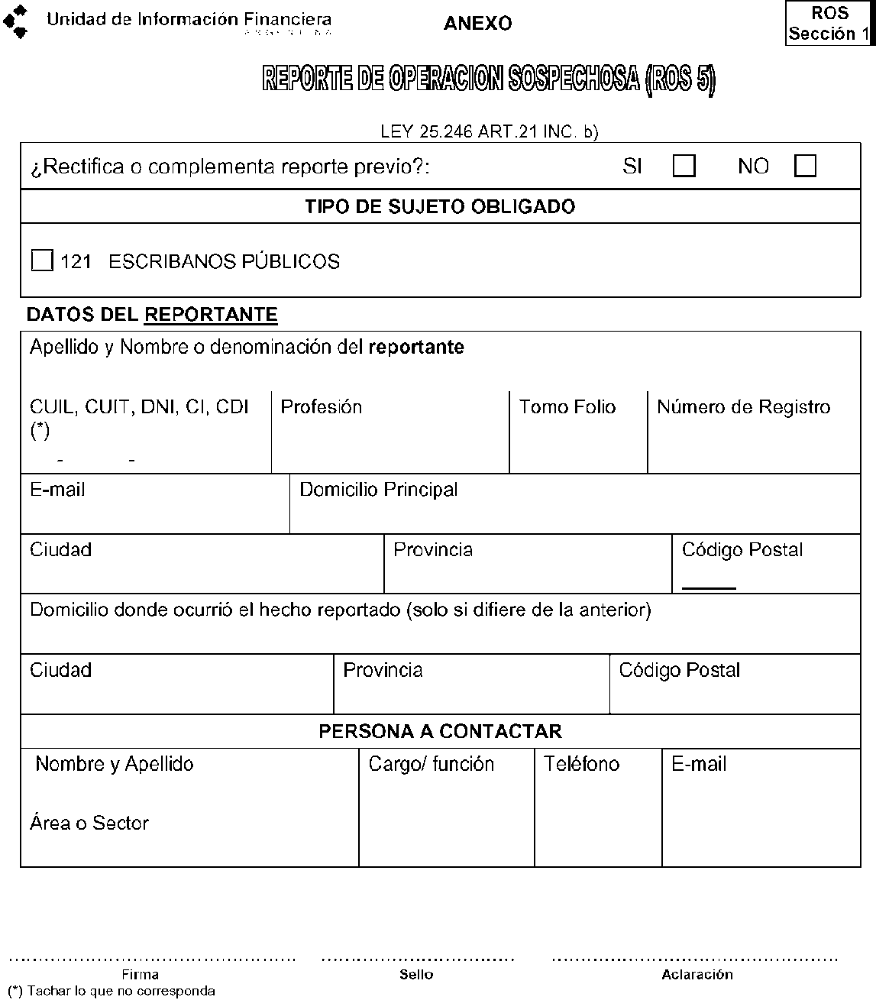 Unidad de Información Financiera
ARGENTINA
ANEXO
ROS
Sección 1
REPORTE DE OPERACION SOSPECHOSA (ROS 5)
LEY 25.246 ART.21 INC. b)
¿Rectifica o complementa reporte previo?: SI NO
TIPO DE SUJETO OBLIGADO
121 ESCRIBANOS PÚBLICOS
DATOS DEL REPORTANTE
Apellido y Nombre o denominación del reportante
CUIL, CUIT, DNI, CI, CDI Profesión Tomo Folio Número de Registro
(*)
- -
E-mail Domicilio Principal
Ciudad Provincia Código Postal
Domicilio donde ocurrió el hecho reportado (solo si difiere de la anterior)
Ciudad Provincia Código Postal
PERSONA A CONTACTAR
Nombre y Apellido Cargo/ función Teléfono E-mail
Área o Sector
Firma Sello Aclaración
(*) Tachar lo que no corresponda